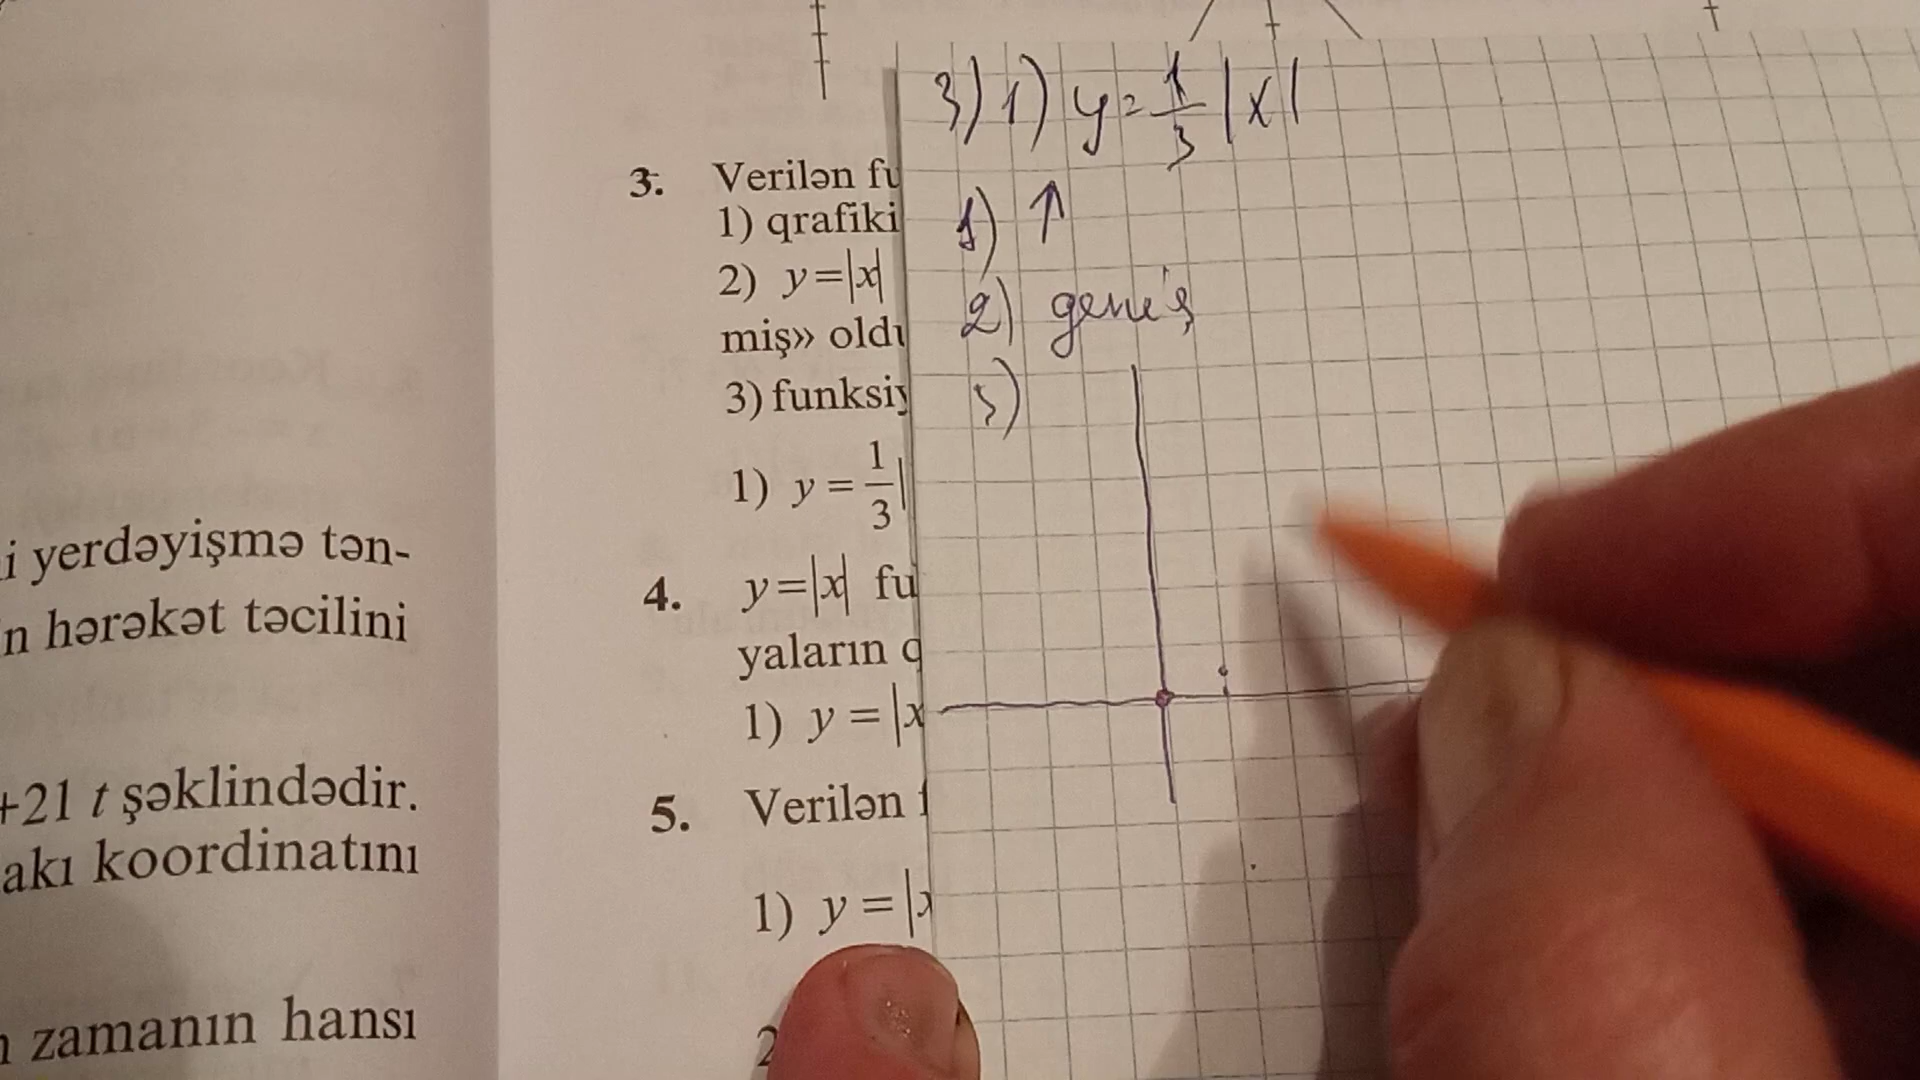 i yerdəyişmə tən-
n hərəkət təcilini
+21 t şəklindədir.
akı koordinatını
zamanın hansı
3. Verilən fu
1) qrafiki
2) y=|x|
miş» oldu
3) funksiy
1) y = 1/3 |
4. y=|x| fu
yaların q
1) y = |x
5. Verilən f
1) y = |x
2
3) 1) y = 1/3 |x|
1) ↑
2) geniş
3)